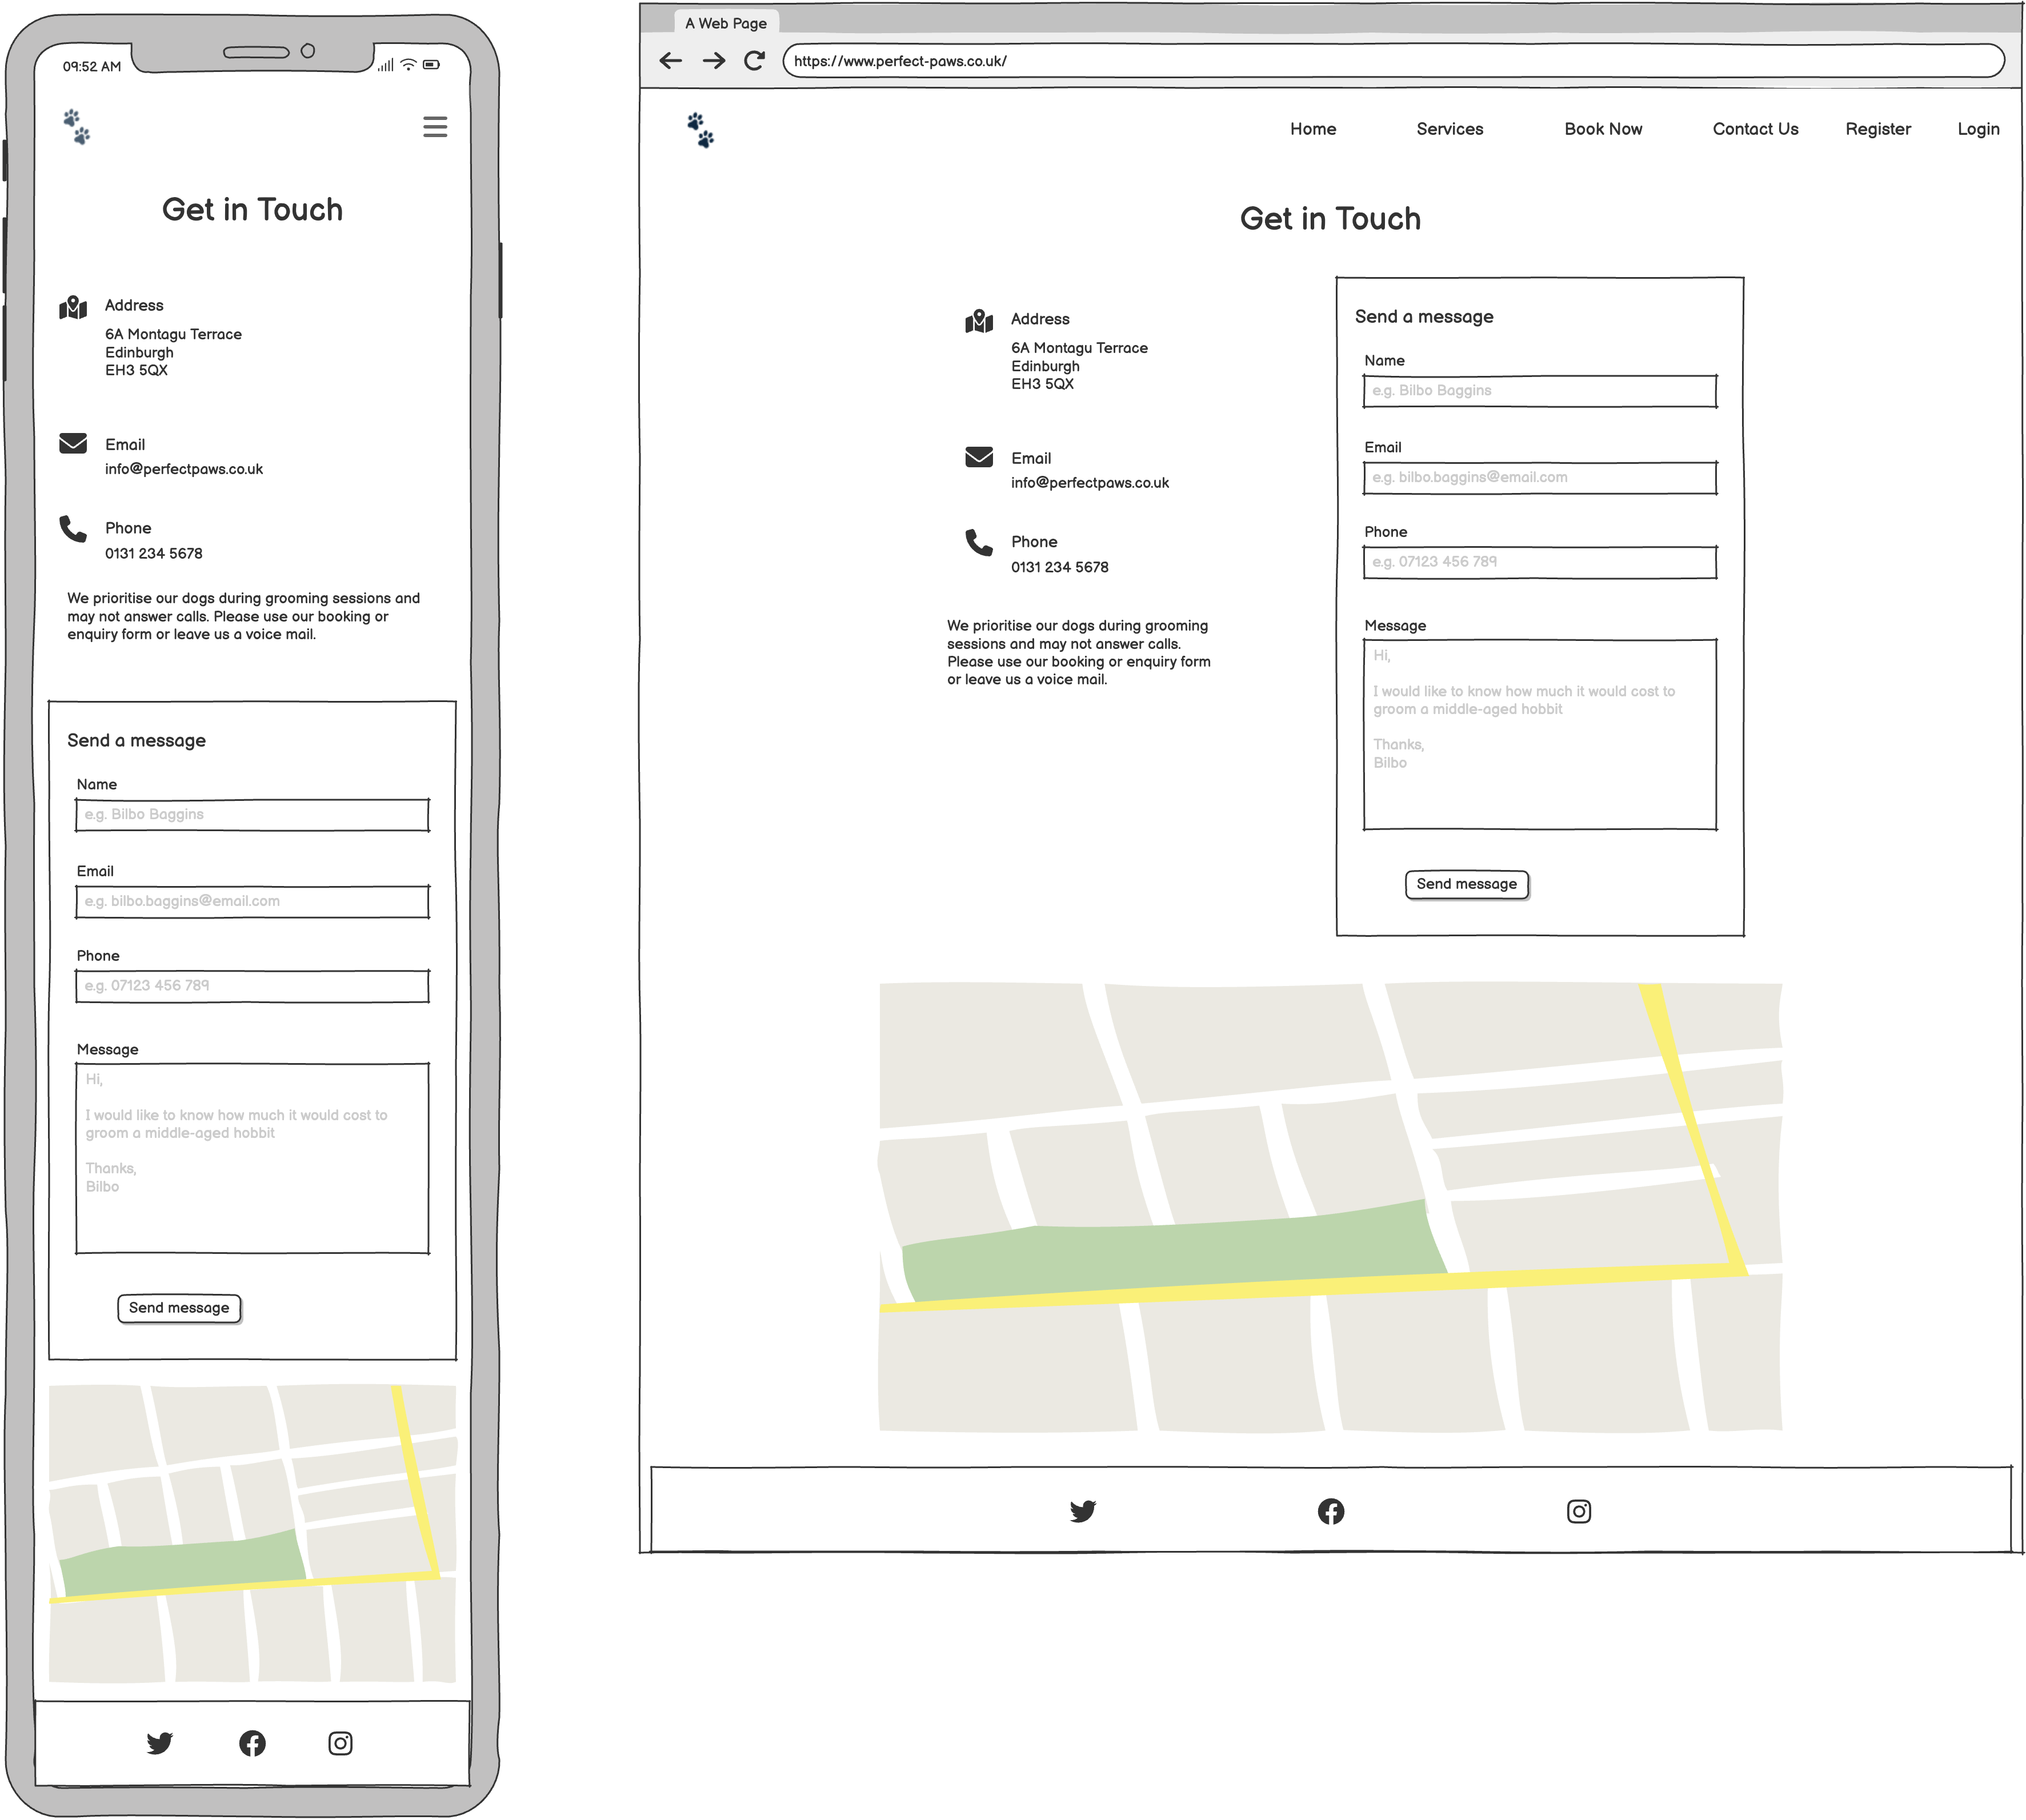 09:52 AM
Get in Touch
Address
6A Montagu Terrace
Edinburgh
EH3 5QX
Email
info@perfectpaws.co.uk
Phone
0131 234 5678
We prioritise our dogs during grooming sessions and
may not answer calls. Please use our booking or
enquiry form or leave us a voice mail.
Send a message
Name
e.g. Bilbo Baggins
Email
e.g. bilbo.baggins@email.com
Phone
e.g. 07123 456 789
Message
Hi,
I would like to know how much it would cost to
groom a middle-aged hobbit
Thanks,
Bilbo
Send message
A Web Page
https://www.perfect-paws.co.uk/
Home Services Book Now Contact Us Register Login
Get in Touch
Address
6A Montagu Terrace
Edinburgh
EH3 5QX
Email
info@perfectpaws.co.uk
Phone
0131 234 5678
We prioritise our dogs during grooming
sessions and may not answer calls.
Please use our booking or enquiry form
or leave us a voice mail.
Send a message
Name
e.g. Bilbo Baggins
Email
e.g. bilbo.baggins@email.com
Phone
e.g. 07123 456 789
Message
Hi,
I would like to know how much it would cost to
groom a middle-aged hobbit
Thanks,
Bilbo
Send message